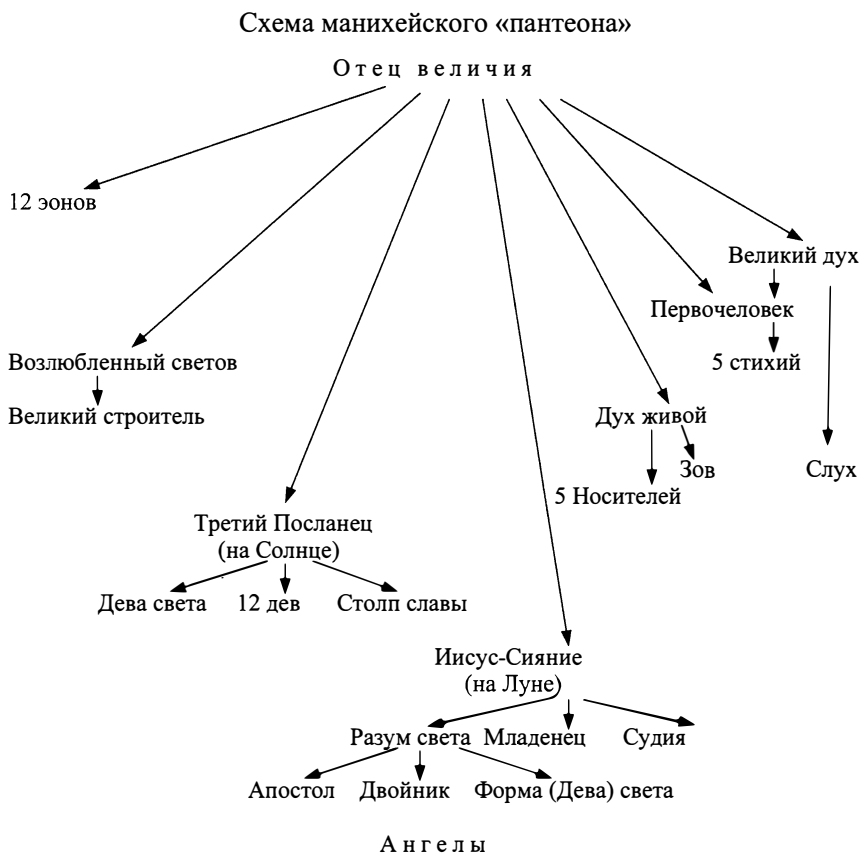 Схема манихейского «пантеона»
Отец величия
12 эонов
Великий дух
Первочеловек
5 стихий
Возлюбленный светов
Великий строитель
Дух живой
Зов
Слух
5 Носителей
Третий Посланец
(на Солнце)
Дева света
12 дев
Столп славы
Иисус-Сияние
(на Луне)
Разум света
Младенец
Судия
Апостол
Двойник
Форма (Дева) света
Ангелы